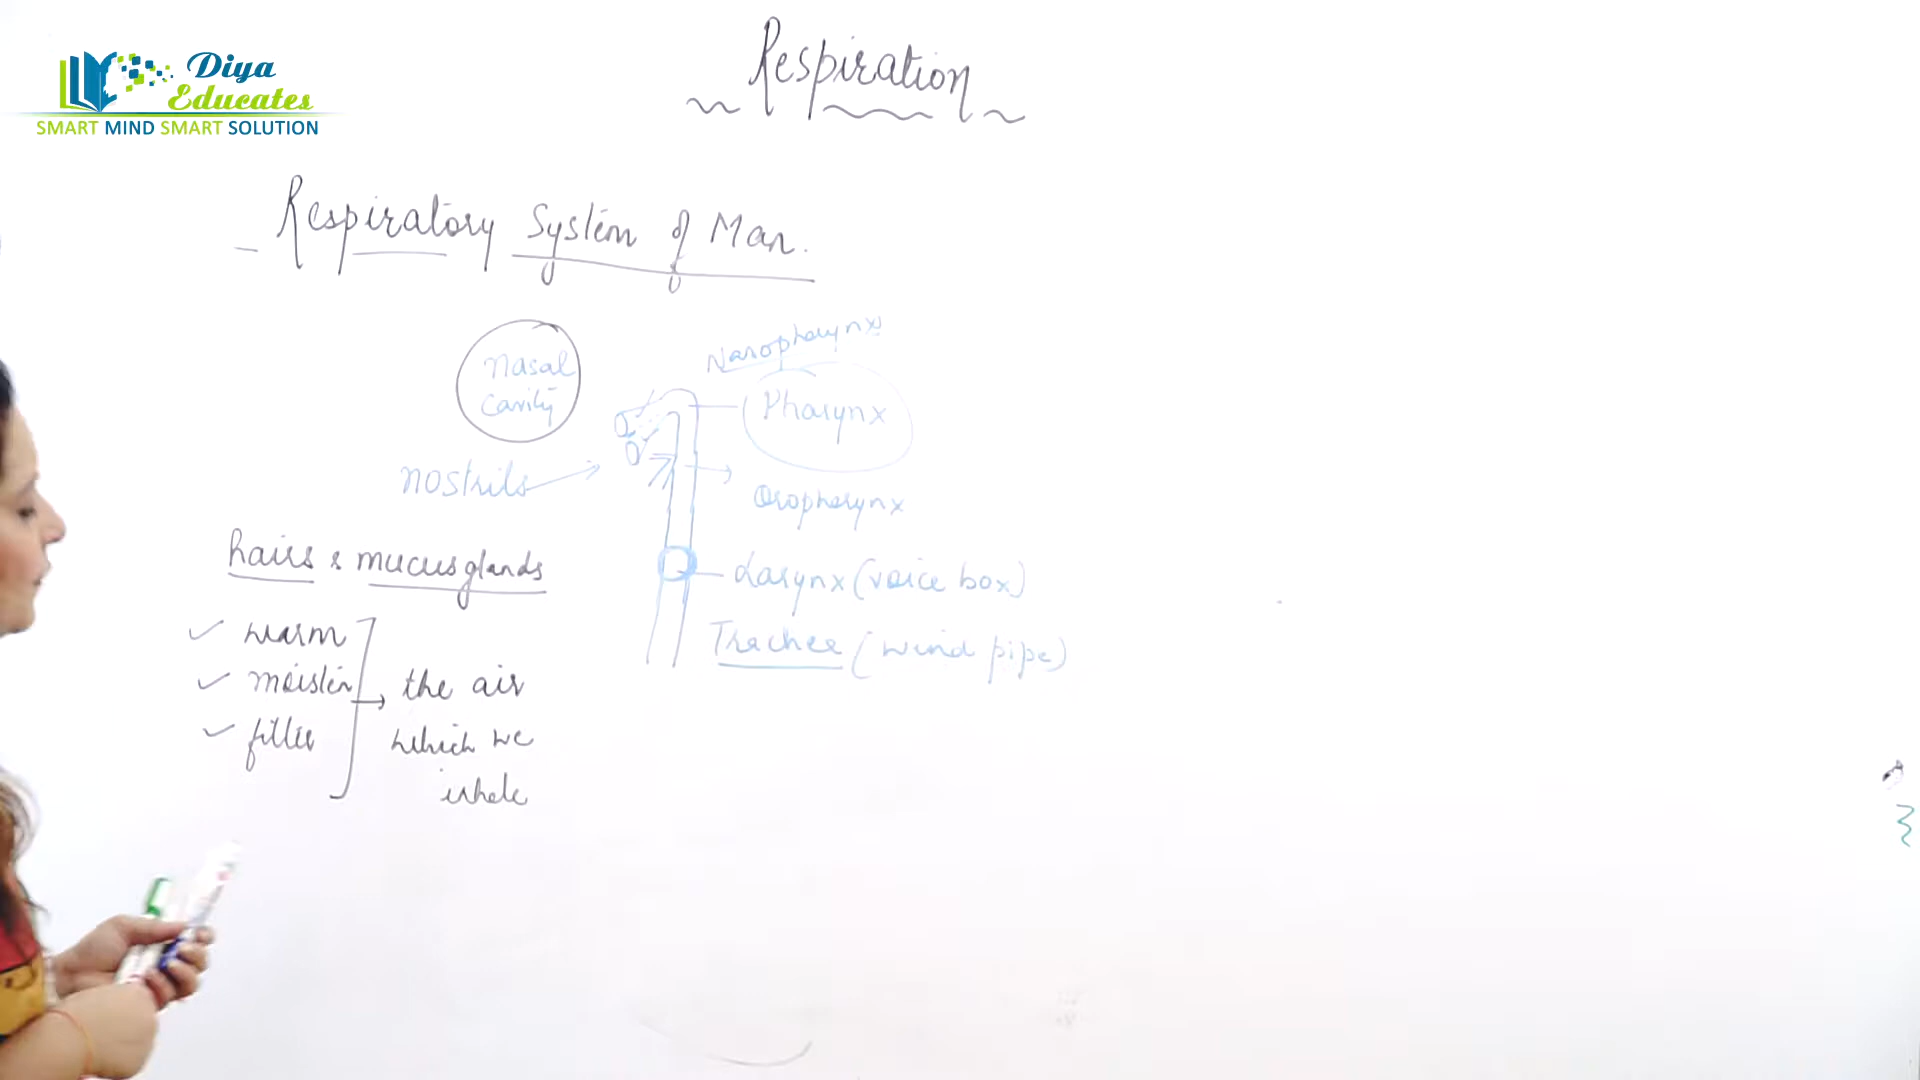 Diya
Educates
SMART MIND SMART SOLUTION
Respiration
Respiratory System of Man.
Nasal
Cavity
Nasopharynx
Pharynx
nostrils
Oropharynx
hairs & mucus glands
Larynx (voice box)
warm
Trachea (wind pipe)
moisten
the air
filter
which we
inhale